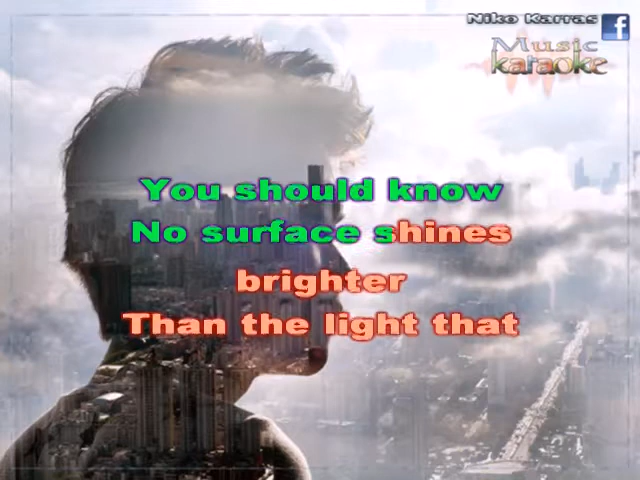 Niko Karras
f
Music
karaoke
You should know
No surface shines
brighter
Than the light that